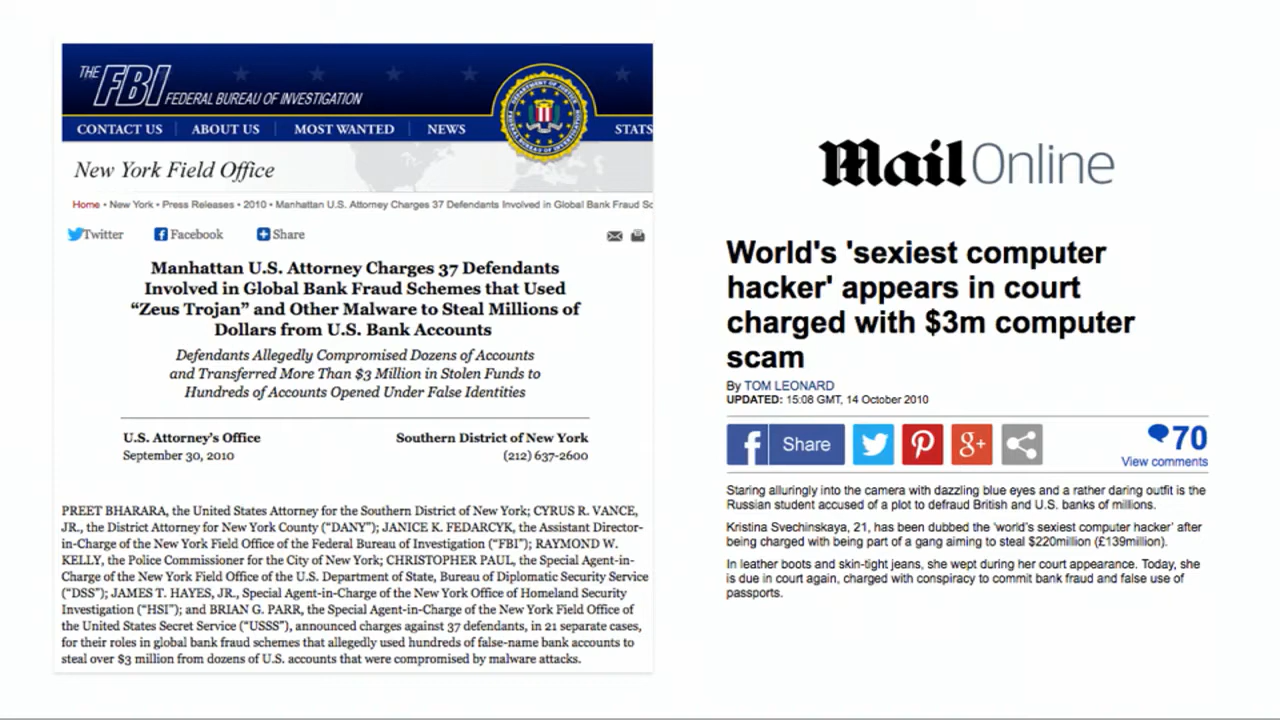 THE FBI FEDERAL BUREAU OF INVESTIGATION
CONTACT US ABOUT US MOST WANTED NEWS STATS
New York Field Office
Home • New York • Press Releases • 2010 • Manhattan U.S. Attorney Charges 37 Defendants Involved in Global Bank Fraud Sc
Twitter Facebook Share
Manhattan U.S. Attorney Charges 37 Defendants
Involved in Global Bank Fraud Schemes that Used
“Zeus Trojan” and Other Malware to Steal Millions of
Dollars from U.S. Bank Accounts
Defendants Allegedly Compromised Dozens of Accounts
and Transferred More Than $3 Million in Stolen Funds to
Hundreds of Accounts Opened Under False Identities
U.S. Attorney’s Office Southern District of New York
September 30, 2010 (212) 637-2600
PREET BHARARA, the United States Attorney for the Southern District of New York; CYRUS R. VANCE,
JR., the District Attorney for New York County (“DANY”); JANICE K. FEDARCYK, the Assistant Director-
in-Charge of the New York Field Office of the Federal Bureau of Investigation (“FBI”); RAYMOND W.
KELLY, the Police Commissioner for the City of New York; CHRISTOPHER PAUL, the Special Agent-in-
Charge of the New York Field Office of the U.S. Department of State, Bureau of Diplomatic Security Service
(“DSS”); JAMES T. HAYES, JR., Special Agent-in-Charge of the New York Office of Homeland Security
Investigation (“HSI”); and BRIAN G. PARR, the Special Agent-in-Charge of the New York Field Office of
the United States Secret Service (“USSS”), announced charges against 37 defendants, in 21 separate cases,
for their roles in global bank fraud schemes that allegedly used hundreds of false-name bank accounts to
steal over $3 million from dozens of U.S. accounts that were compromised by malware attacks.
Mail Online
World's 'sexiest computer
hacker' appears in court
charged with $3m computer
scam
By TOM LEONARD
UPDATED: 15:08 GMT, 14 October 2010
f Share g+ 70
View comments
Staring alluringly into the camera with dazzling blue eyes and a rather daring outfit is the
Russian student accused of a plot to defraud British and U.S. banks of millions.
Kristina Svechinskaya, 21, has been dubbed the 'world's sexiest computer hacker' after
being charged with being part of a gang aiming to steal $220million (£139million).
In leather boots and skin-tight jeans, she wept during her court appearance. Today, she
is due in court again, charged with conspiracy to commit bank fraud and false use of
passports.